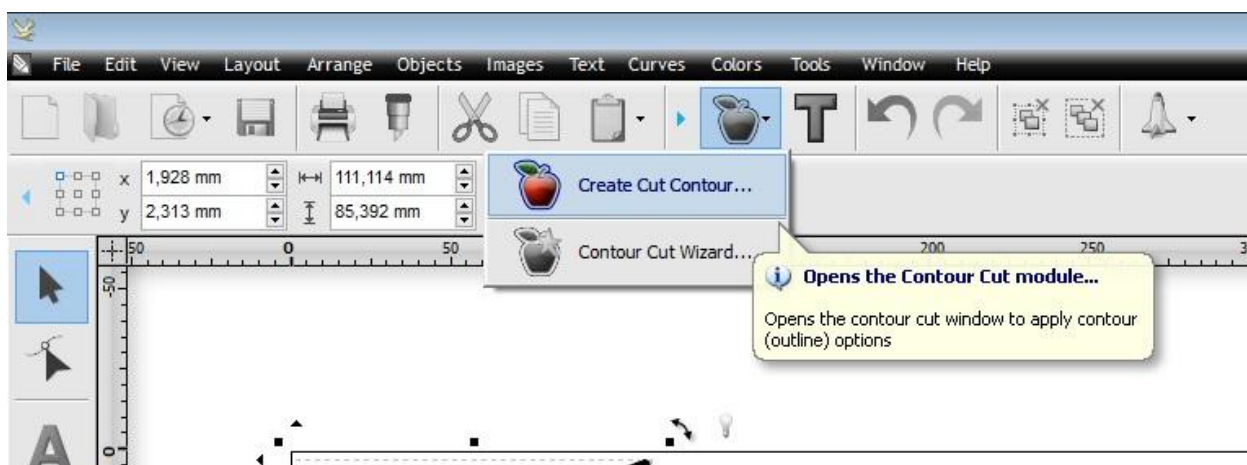 File Edit View Layout Arrange Objects Images Text Curves Colors Tools Window Help
x 1,928 mm 111,114 mm
y 2,313 mm 85,392 mm
Create Cut Contour...
Contour Cut Wizard...
50 0 50 200 250
Opens the Contour Cut module...
Opens the contour cut window to apply contour
(outline) options
-50
0